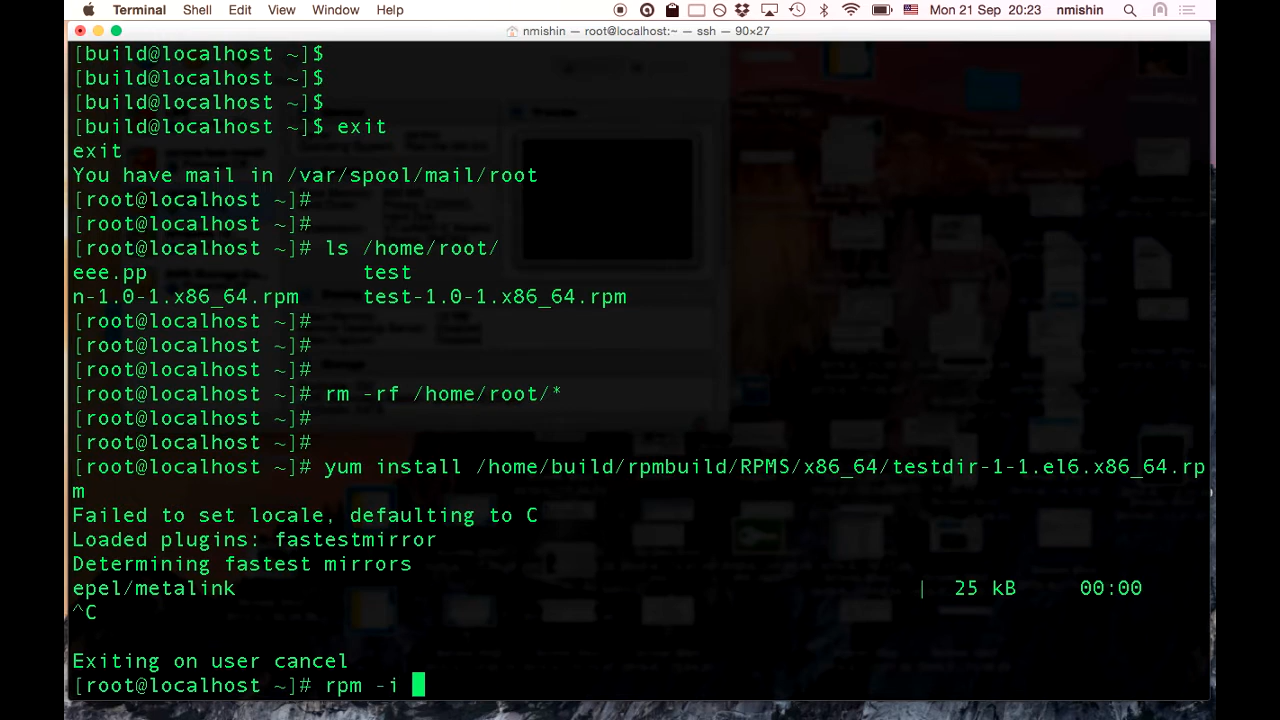 Terminal Shell Edit View Window Help Mon 21 Sep 20:23 nmishin
nmishin — root@localhost:~ — ssh — 90×27
[build@localhost ~]$
[build@localhost ~]$
[build@localhost ~]$
[build@localhost ~]$ exit
exit
You have mail in /var/spool/mail/root
[root@localhost ~]#
[root@localhost ~]#
[root@localhost ~]# ls /home/root/
eee.pp test
n-1.0-1.x86_64.rpm test-1.0-1.x86_64.rpm
[root@localhost ~]#
[root@localhost ~]#
[root@localhost ~]#
[root@localhost ~]# rm -rf /home/root/*
[root@localhost ~]#
[root@localhost ~]#
[root@localhost ~]# yum install /home/build/rpmbuild/RPMS/x86_64/testdir-1-1.el6.x86_64.rp
m
Failed to set locale, defaulting to C
Loaded plugins: fastestmirror
Determining fastest mirrors
epel/metalink | 25 kB 00:00
^C
Exiting on user cancel
[root@localhost ~]# rpm -i